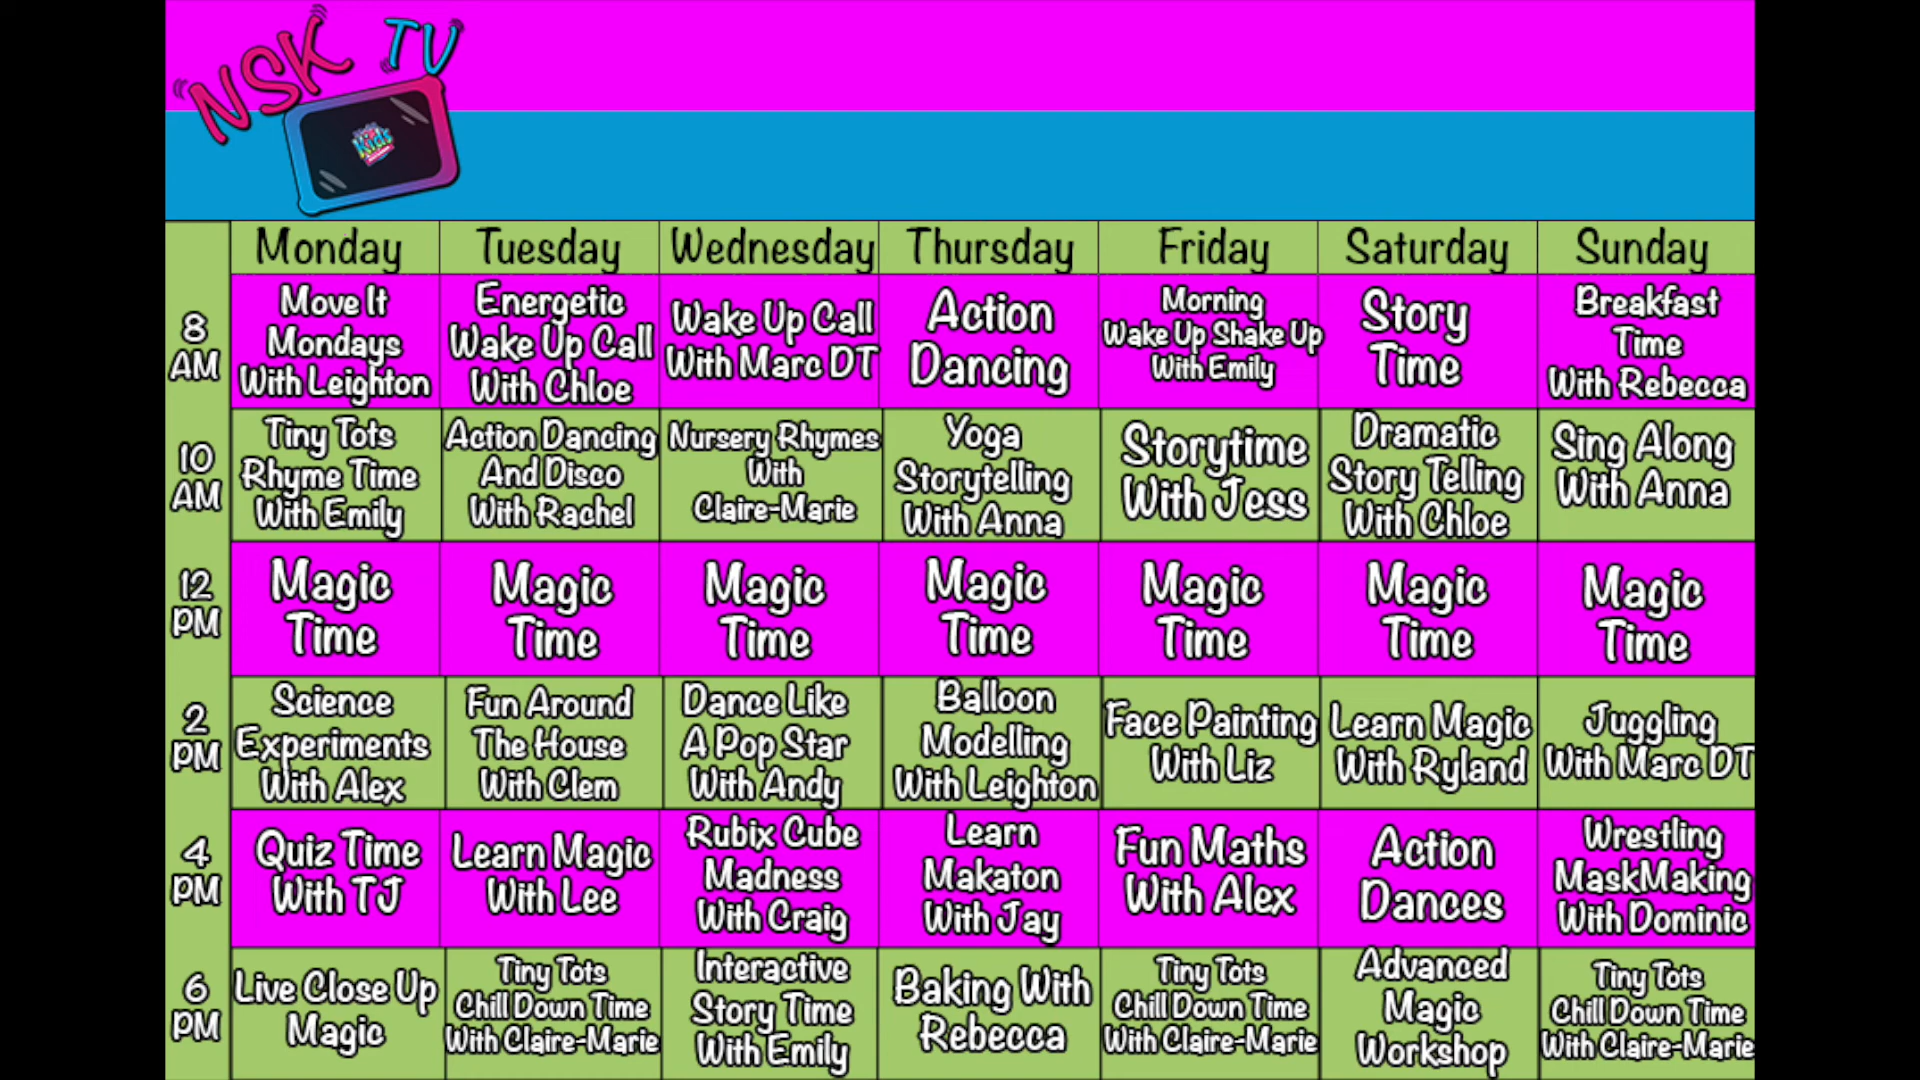 NSK TV
Kids
Monday Tuesday Wednesday Thursday Friday Saturday Sunday
8
AM
Move It
Mondays
With Leighton
Energetic
Wake Up Call
With Chloe
Wake Up Call
With Marc DT
Action
Dancing
Morning
Wake Up Shake Up
With Emily
Story
Time
Breakfast
Time
With Rebecca
10
AM
Tiny Tots
Rhyme Time
With Emily
Action Dancing
And Disco
With Rachel
Nursery Rhymes
With
Claire-Marie
Yoga
Storytelling
With Anna
Storytime
With Jess
Dramatic
Story Telling
With Chloe
Sing Along
With Anna
12
PM
Magic
Time
Magic
Time
Magic
Time
Magic
Time
Magic
Time
Magic
Time
Magic
Time
2
PM
Science
Experiments
With Alex
Fun Around
The House
With Clem
Dance Like
A Pop Star
With Andy
Balloon
Modelling
With Leighton
Face Painting
With Liz
Learn Magic
With Ryland
Juggling
With Marc DT
4
PM
Quiz Time
With TJ
Learn Magic
With Lee
Rubix Cube
Madness
With Craig
Learn
Makaton
With Jay
Fun Maths
With Alex
Action
Dances
Wrestling
MaskMaking
With Dominic
6
PM
Live Close Up
Magic
Tiny Tots
Chill Down Time
With Claire-Marie
Interactive
Story Time
With Emily
Baking With
Rebecca
Tiny Tots
Chill Down Time
With Claire-Marie
Advanced
Magic
Workshop
Tiny Tots
Chill Down Time
With Claire-Marie